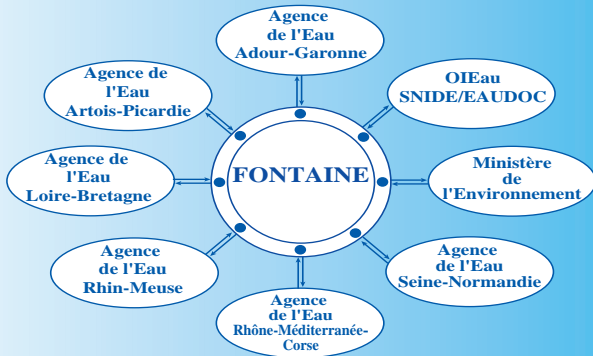 Agence
de l'Eau
Adour-Garonne
Agence de
l'Eau
Artois-Picardie
OIEau
SNIDE/EAUDOC
Agence de
l'Eau
Loire-Bretagne
FONTAINE
Ministère
de
l'Environnement
Agence
de l'Eau
Rhin-Meuse
Agence
de l'Eau
Seine-Normandie
Agence
de l'Eau
Rhône-Méditerranée-
Corse